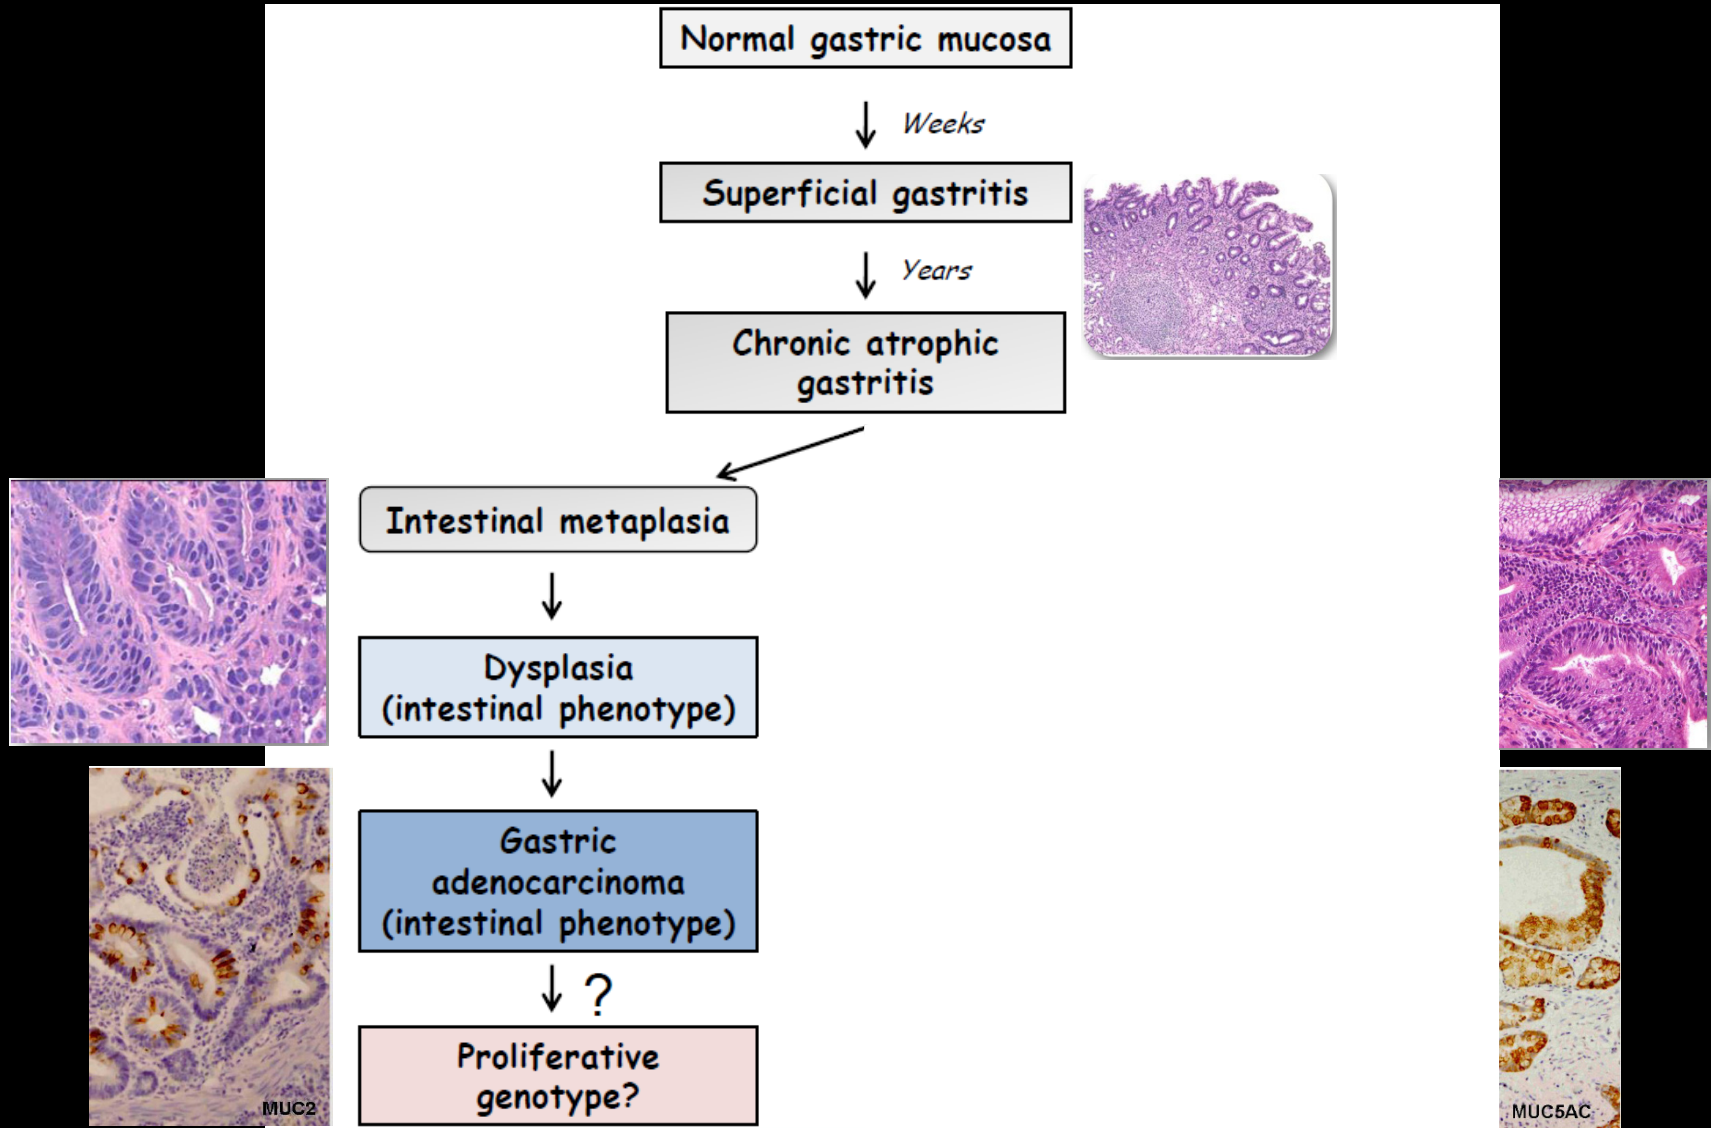 Normal gastric mucosa
Weeks
Superficial gastritis
Years
Chronic atrophic
gastritis
Intestinal metaplasia
Dysplasia
(intestinal phenotype)
Gastric
adenocarcinoma
(intestinal phenotype)
?
Proliferative
genotype?
MUC2
MUC5AC